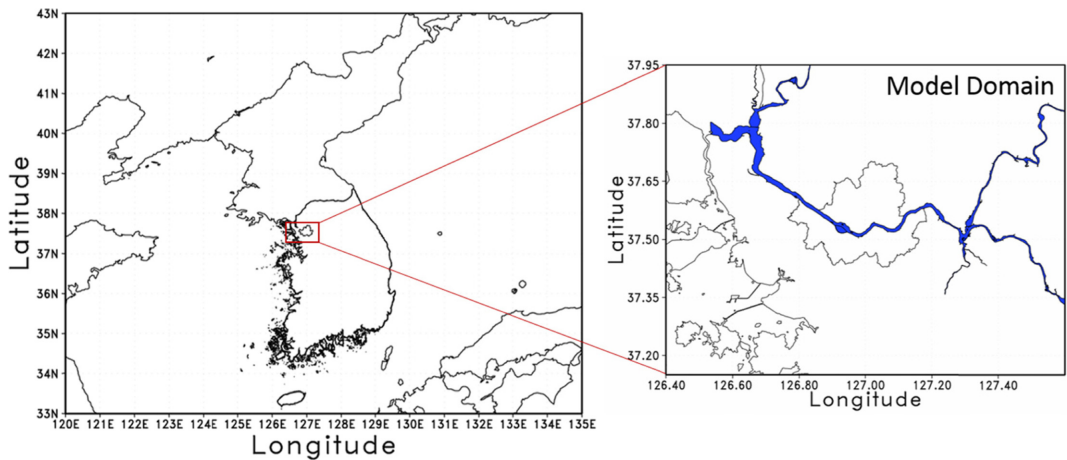 43N
42N
41N
40N
39N
38N
37N
36N
35N
34N
33N
Latitude
120E 121E 122E 123E 124E 125E 126E 127E 128E 129E 130E 131E 132E 133E 134E 135E
Longitude
Model Domain
37.95
37.80
37.65
37.50
37.35
37.20
Latitude
126.40 126.60 126.80 127.00 127.20 127.40
Longitude